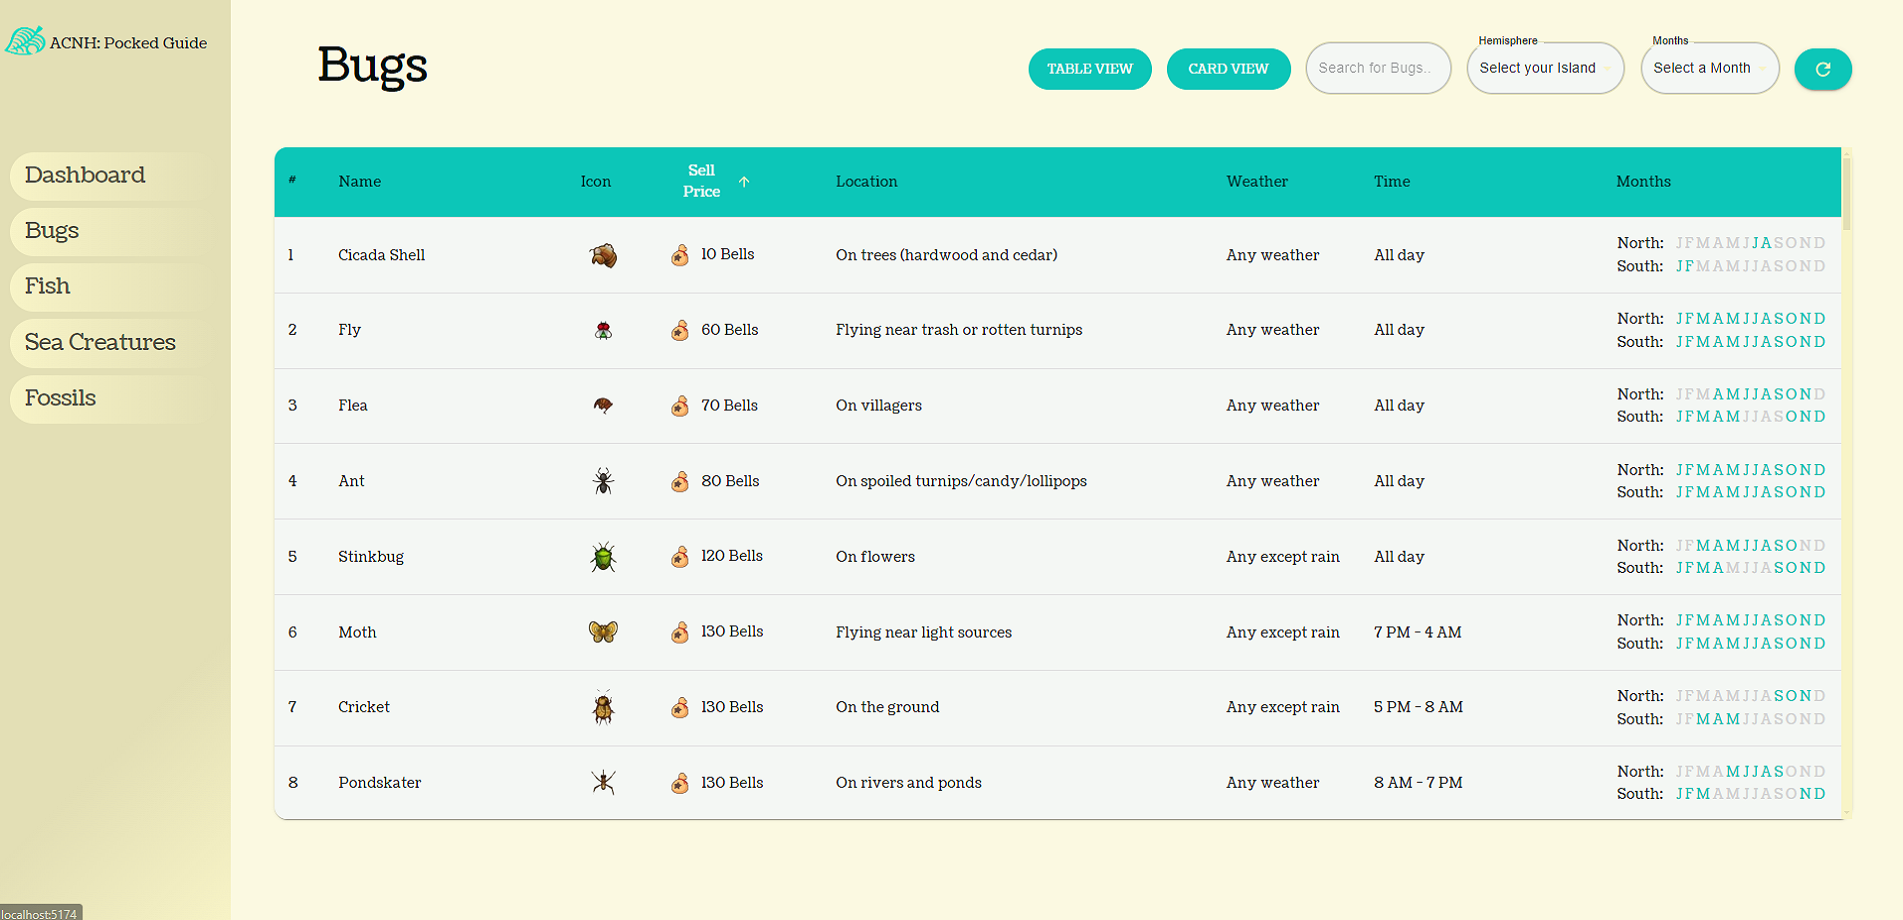 ACNH: Pocked Guide
Dashboard
Bugs
Fish
Sea Creatures
Fossils
Bugs
TABLE VIEW
CARD VIEW
Search for Bugs..
Hemisphere
Select your Island
Months
Select a Month
# Name Icon Sell Price Location Weather Time Months
1 Cicada Shell 10 Bells On trees (hardwood and cedar) Any weather All day
North: JFMAMJJASOND
South: JFMAMJJASOND
2 Fly 60 Bells Flying near trash or rotten turnips Any weather All day
North: JFMAMJJASOND
South: JFMAMJJASOND
3 Flea 70 Bells On villagers Any weather All day
North: JFMAMJJASOND
South: JFMAMJJASOND
4 Ant 80 Bells On spoiled turnips/candy/lollipops Any weather All day
North: JFMAMJJASOND
South: JFMAMJJASOND
5 Stinkbug 120 Bells On flowers Any except rain All day
North: JFMAMJJASOND
South: JFMAMJJASOND
6 Moth 130 Bells Flying near light sources Any except rain 7 PM - 4 AM
North: JFMAMJJASOND
South: JFMAMJJASOND
7 Cricket 130 Bells On the ground Any except rain 5 PM - 8 AM
North: JFMAMJJASOND
South: JFMAMJJASOND
8 Pondskater 130 Bells On rivers and ponds Any weather 8 AM - 7 PM
North: JFMAMJJASOND
South: JFMAMJJASOND
localhost:5174